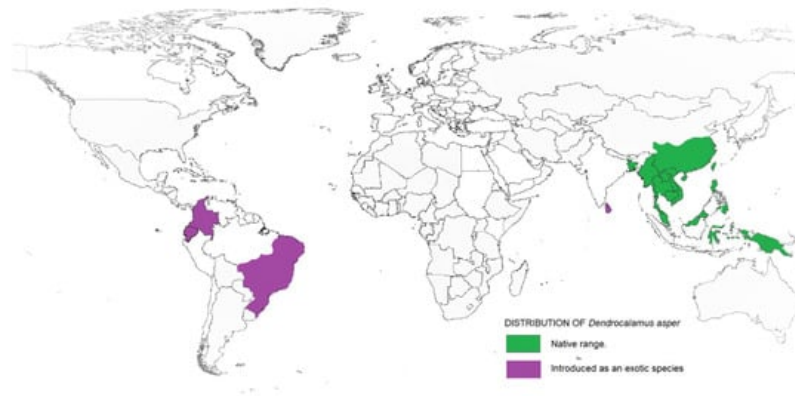 DISTRIBUTION OF Dendrocalamus asper
Native range.
Introduced as an exotic species